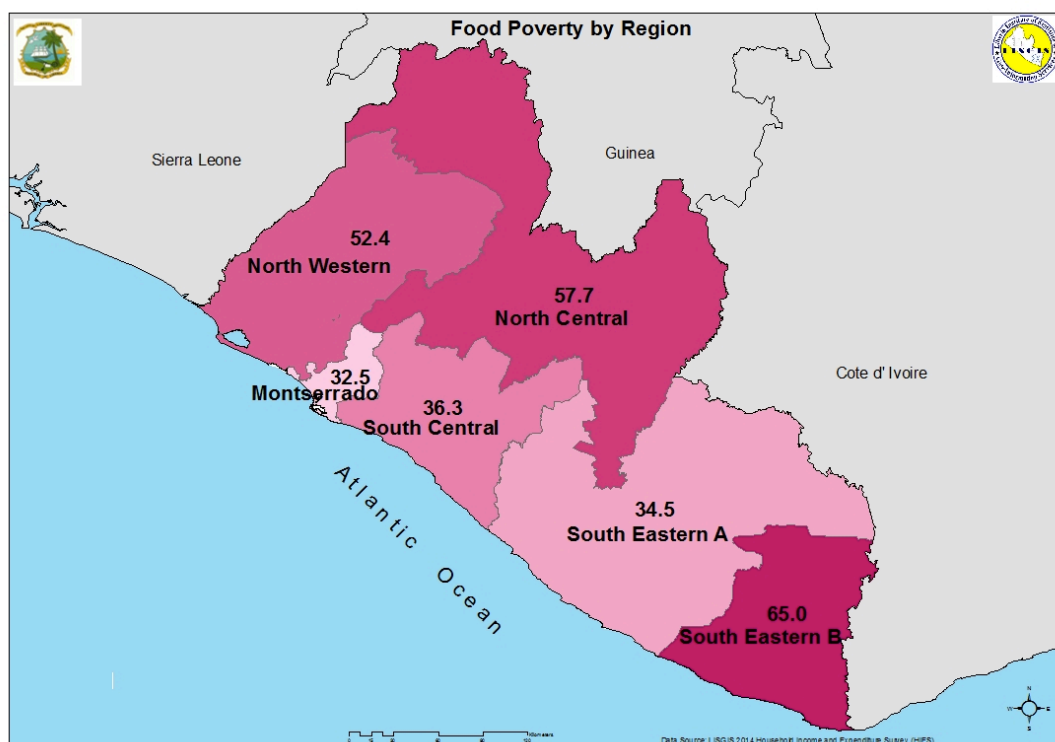 Food Poverty by Region
Sierra Leone
Guinea
52.4
North Western
57.7
North Central
32.5
Montserrado
36.3
South Central
Cote d' Ivoire
34.5
South Eastern A
Atlantic Ocean
65.0
South Eastern B
N
W E
S
Data Source: LISGIS 2014 Household Income and Expenditure Survey (HIES)